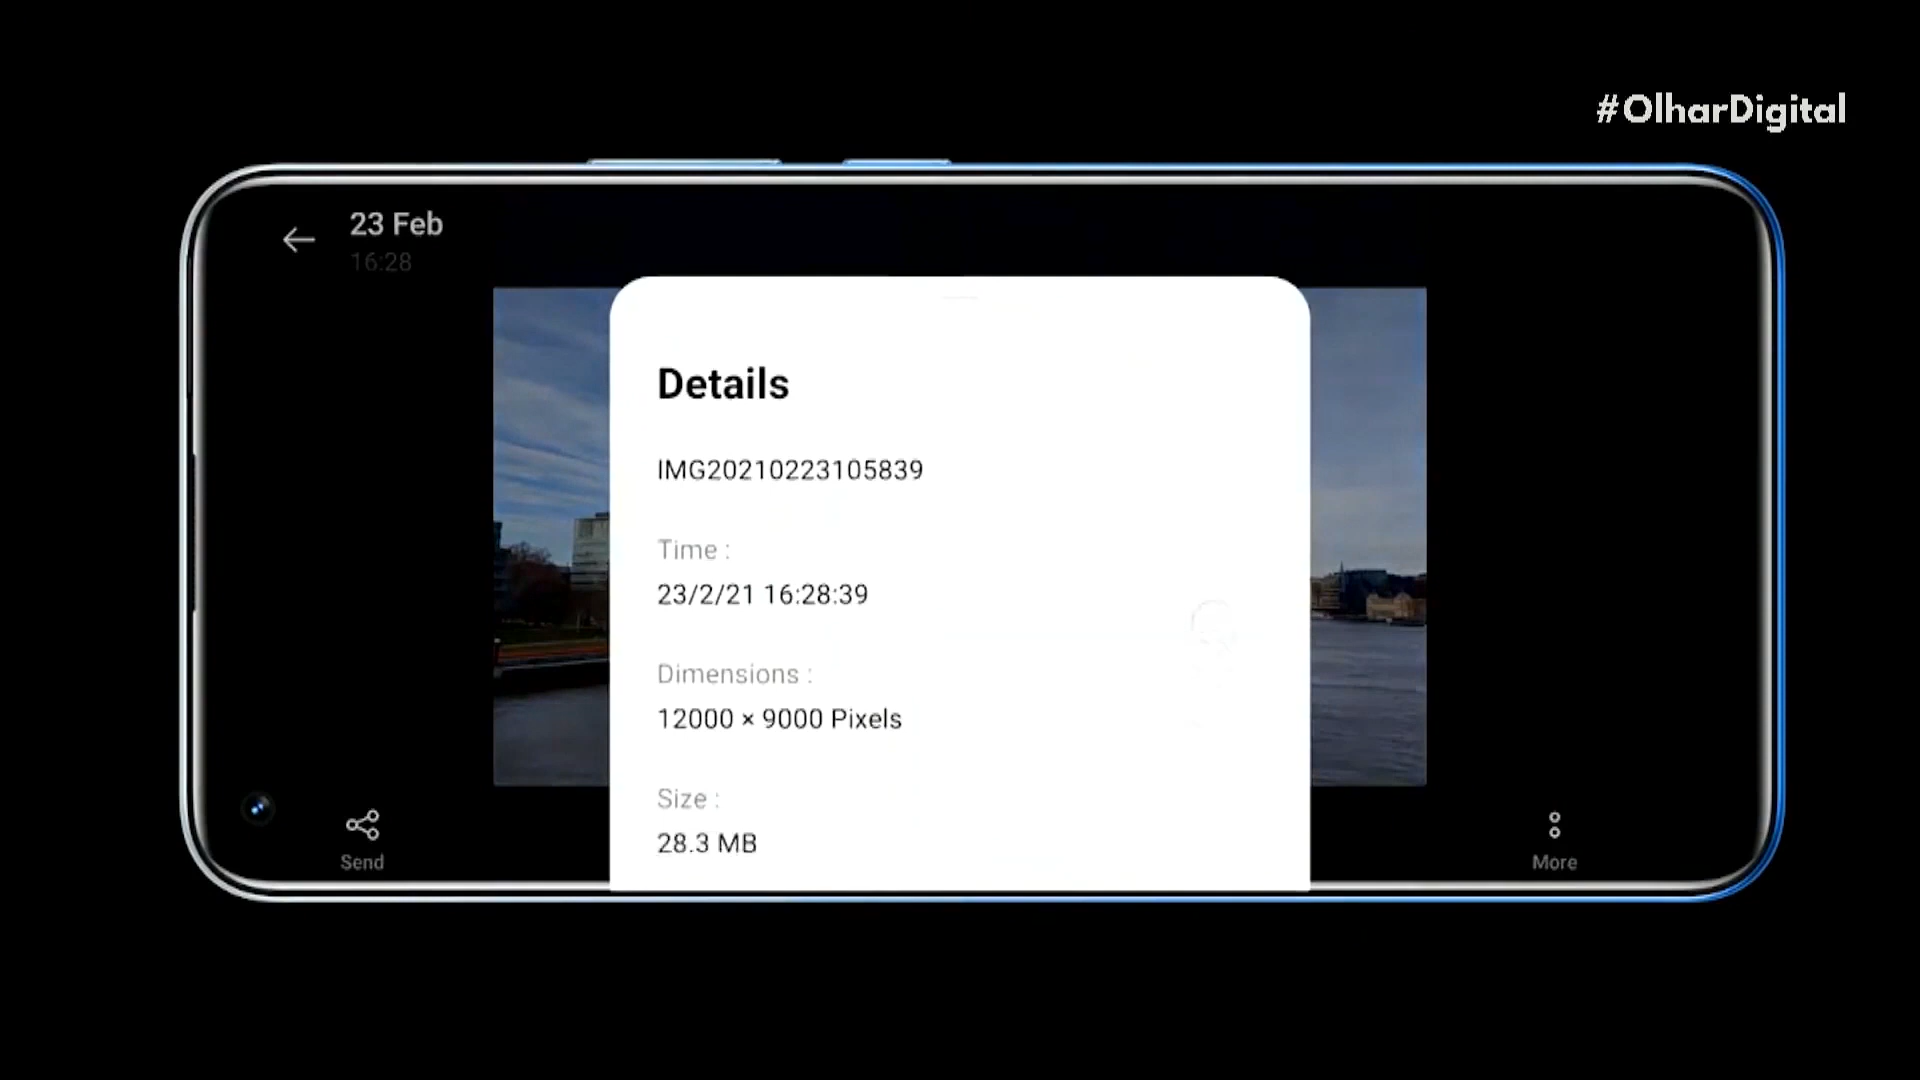 #OlharDigital
23 Feb
16:28
Details
IMG20210223105839
Time :
23/2/21 16:28:39
Dimensions :
12000 × 9000 Pixels
Size :
28.3 MB
Send
More